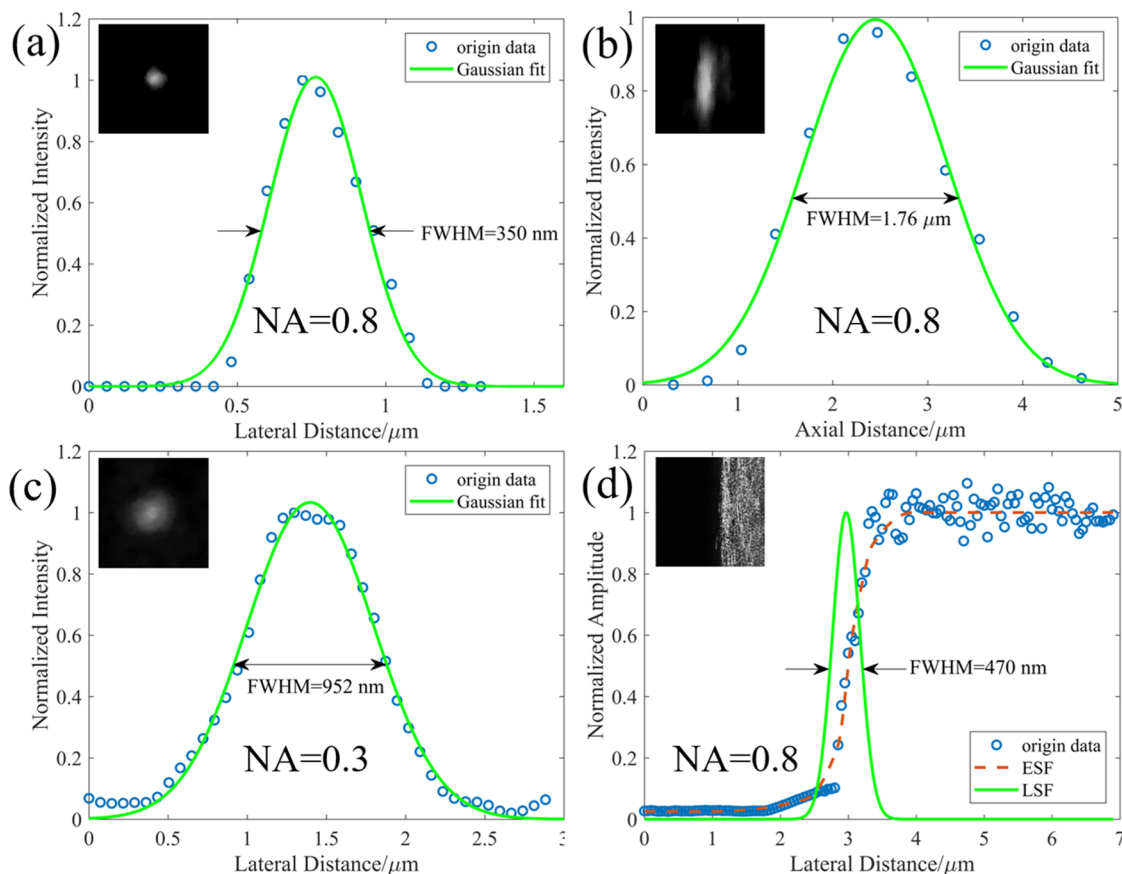 (a)
1.2
1
0.8
0.6
0.4
0.2
0
Normalized Intensity
origin data
Gaussian fit
FWHM=350 nm
NA=0.8
0 0.5 1 1.5
Lateral Distance/μm
(b)
1
0.8
0.6
0.4
0.2
0
Normalized Intensity
origin data
Gaussian fit
FWHM=1.76 μm
NA=0.8
0 1 2 3 4 5
Axial Distance/μm
(c)
1.2
1
0.8
0.6
0.4
0.2
0
Normalized Intensity
origin data
Gaussian fit
FWHM=952 nm
NA=0.3
0 0.5 1 1.5 2 2.5
Lateral Distance/μm
(d)
1.2
1
0.8
0.6
0.4
0.2
0
Normalized Amplitude
FWHM=470 nm
NA=0.8
origin data
ESF
LSF
0 1 2 3 4 5 6 7
Lateral Distance/μm